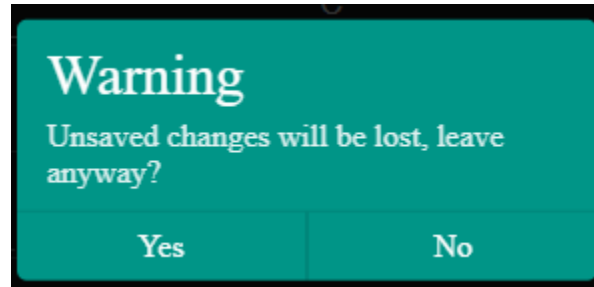 Warning
Unsaved changes will be lost, leave
anyway?
Yes
No